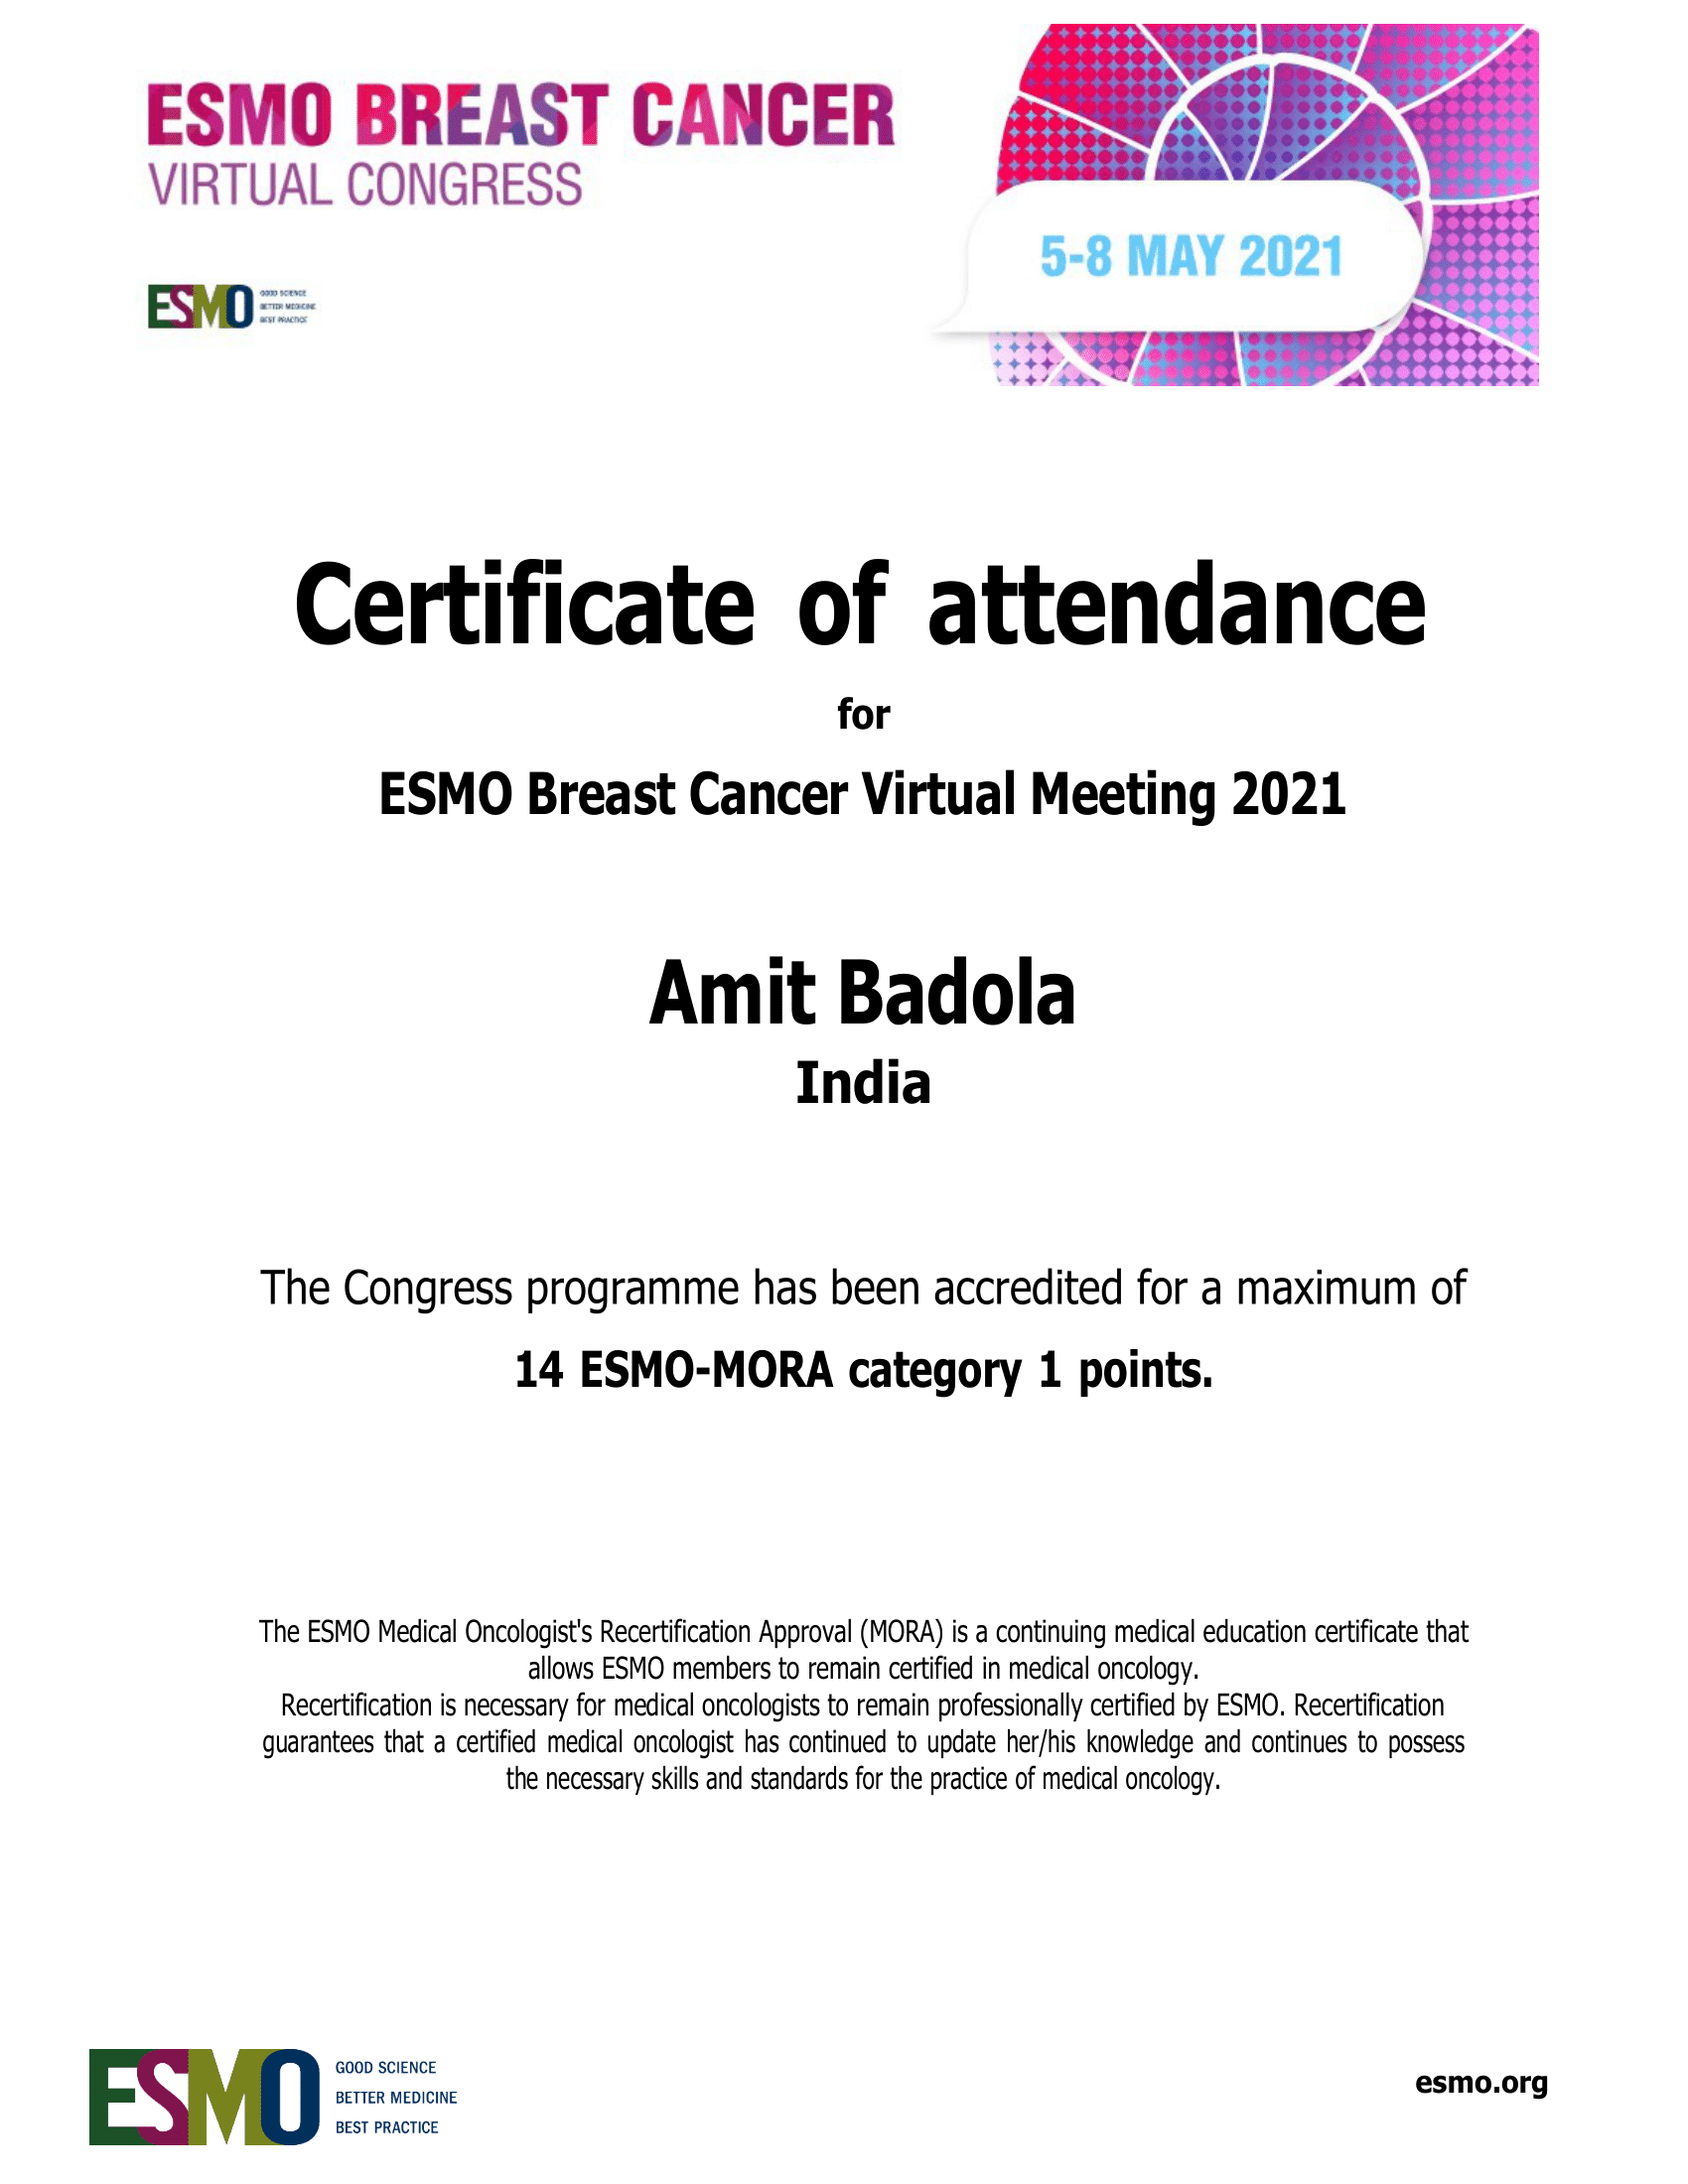 ESMO BREAST CANCER
VIRTUAL CONGRESS
5-8 MAY 2021
ESMO
GOOD SCIENCE
BETTER MEDICINE
BEST PRACTICE
Certificate of attendance
for
ESMO Breast Cancer Virtual Meeting 2021
Amit Badola
India
The Congress programme has been accredited for a maximum of
14 ESMO-MORA category 1 points.
The ESMO Medical Oncologist's Recertification Approval (MORA) is a continuing medical education certificate that
allows ESMO members to remain certified in medical oncology.
Recertification is necessary for medical oncologists to remain professionally certified by ESMO. Recertification
guarantees that a certified medical oncologist has continued to update her/his knowledge and continues to possess
the necessary skills and standards for the practice of medical oncology.
ESMO
GOOD SCIENCE
BETTER MEDICINE
BEST PRACTICE
esmo.org